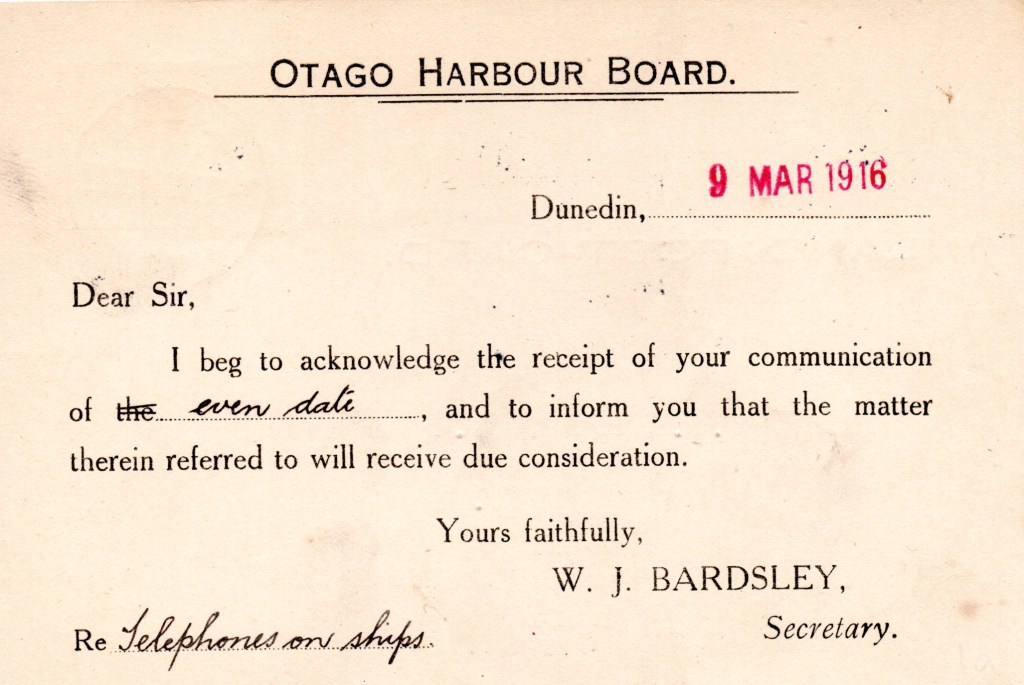 OTAGO HARBOUR BOARD.
9 MAR 1916
Dunedin,
Dear Sir,
I beg to acknowledge the receipt of your communication
of the even date, and to inform you that the matter
therein referred to will receive due consideration.
Yours faithfully,
W. J. BARDSLEY,
Secretary.
Re Telephones on ships.